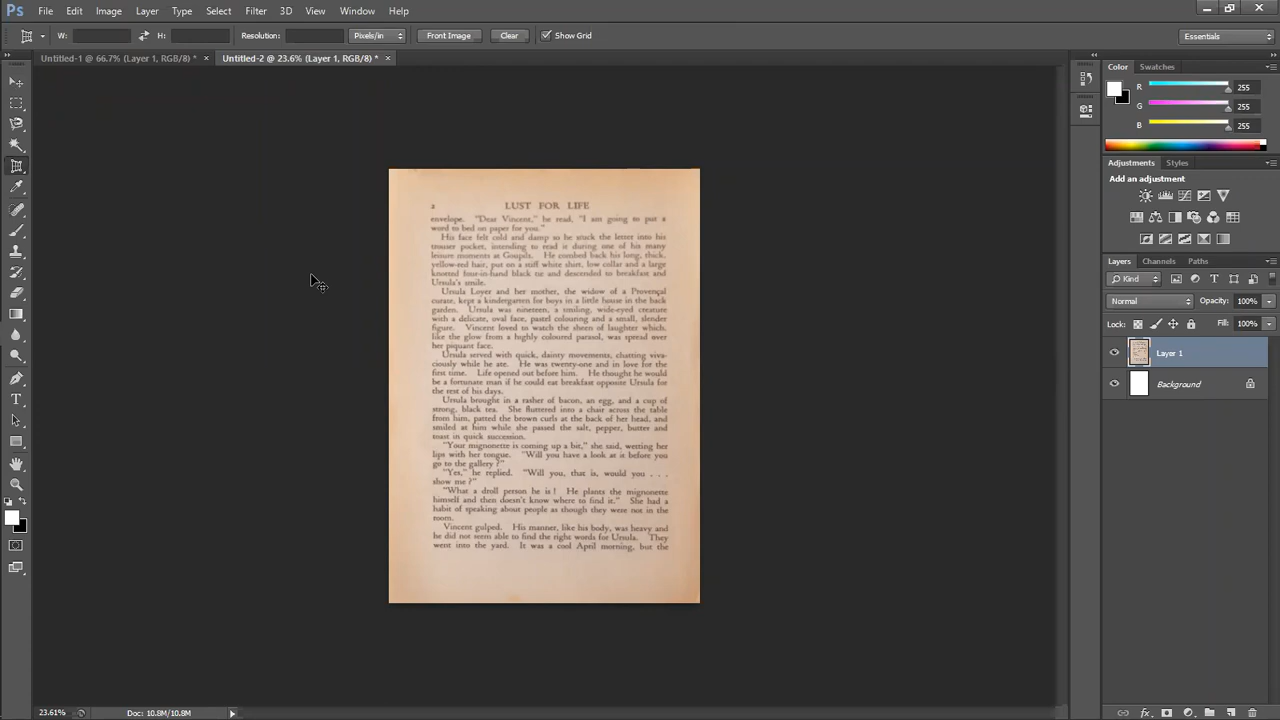 Ps File Edit Image Layer Type Select Filter 3D View Window Help
W: H: Resolution: Pixels/in Front Image Clear Show Grid Essentials
Untitled-1 @ 66.7% (Layer 1, RGB/8) * × Untitled-2 @ 23.6% (Layer 1, RGB/8) * ×
Color Swatches
R 255
G 255
B 255
Adjustments Styles
Add an adjustment
Layers Channels Paths
Kind
Normal Opacity: 100%
Lock: Fill: 100%
Layer 1
2 LUST FOR LIFE
envelope. "Dear Vincent," he read, "I am going to put a
word to bed on paper for you."
His face felt cold and damp so he stuck the letter into his
trouser pocket, intending to read it during one of his many
leisure moments at Goupils. He combed back his long, thick,
yellow-red hair, put on a stiff white shirt, low collar and a large
knotted four-in-hand black tie and descended to breakfast and
Ursula's smile.
Ursula Loyer and her mother, the widow of a Provençal
curate, kept a kindergarten for boys in a little house in the back
garden. Ursula was nineteen, a smiling, wide-eyed creature
with a delicate, oval face, pastel colouring and a small, slender
figure. Vincent loved to watch the sheen of laughter which,
like the glow from a highly coloured parasol, was spread over
her piquant face.
Ursula served with quick, dainty movements, chatting viva-
ciously while he ate. He was twenty-one and in love for the
first time. Life opened out before him. He thought he would
be a fortunate man if he could eat breakfast opposite Ursula for
the rest of his days.
Ursula brought in a rasher of bacon, an egg, and a cup of
strong, black tea. She fluttered into a chair across the table
from him, patted the brown curls at the back of her head, and
smiled at him while she passed the salt, pepper, butter and
toast in quick succession.
"Your mignonette is coming up a bit," she said, wetting her
lips with her tongue. "Will you have a look at it before you
go to the gallery?"
"Yes," he replied. "Will you, that is, would you . . .
show me?"
"What a droll person he is! He plants the mignonette
himself and then doesn't know where to find it." She had a
habit of speaking about people as though they were not in the
room.
Vincent gulped. His manner, like his body, was heavy and
he did not seem able to find the right words for Ursula. They
went into the yard. It was a cool April morning, but the
23.61% Doc: 10.8M/10.8M